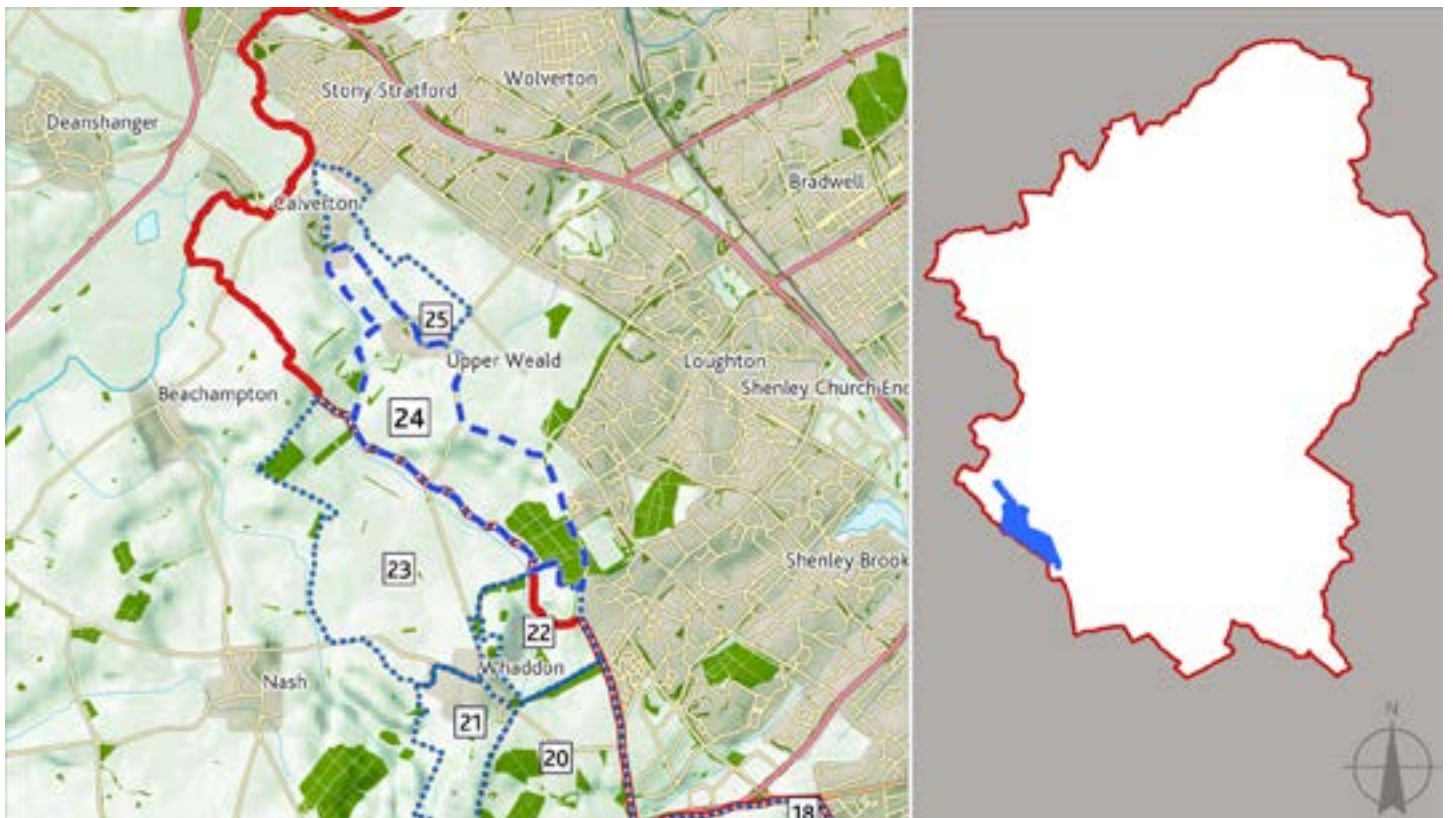 Wolverton
Stony Stratford
Deanshanger
Bradwell
Calverton
25
Upper Weald
Loughton
Shenley Church End
Beachampton
24
23
Shenley Brook
22
Whaddon
Nash
21
20
18
N